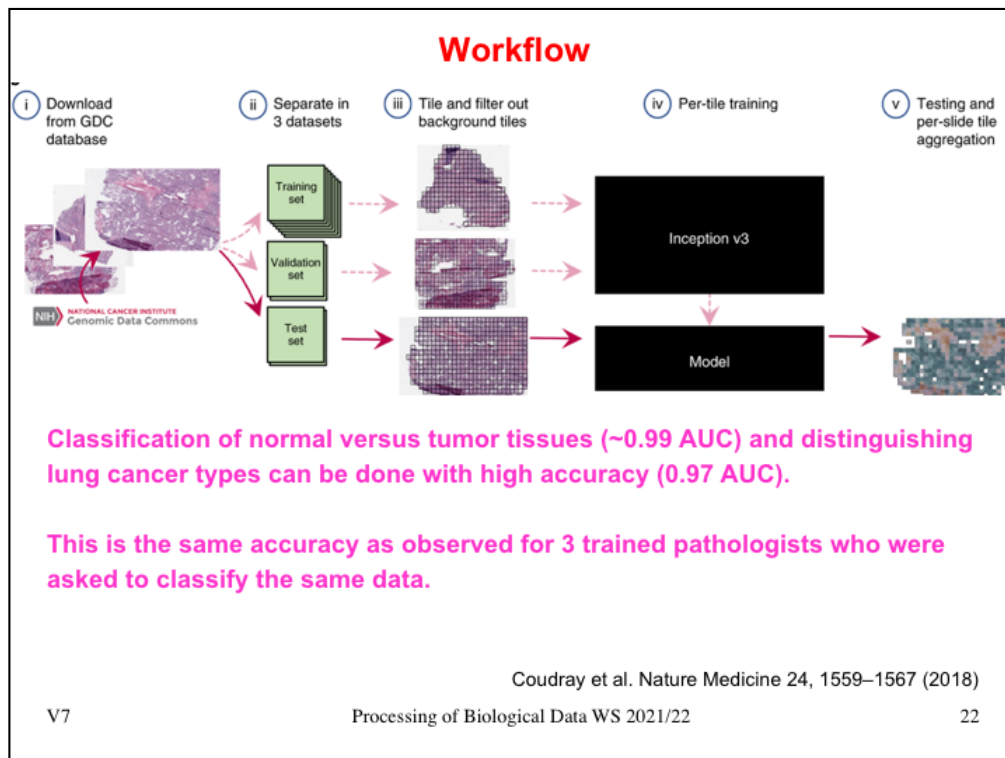 Workflow
i Download
from GDC
database
ii Separate in
3 datasets
iii Tile and filter out
background tiles
iv Per-tile training
v Testing and
per-slide tile
aggregation
Training
set
Validation
set
Test
set
Inception v3
Model
NIH NATIONAL CANCER INSTITUTE
Genomic Data Commons
Classification of normal versus tumor tissues (~0.99 AUC) and distinguishing
lung cancer types can be done with high accuracy (0.97 AUC).
This is the same accuracy as observed for 3 trained pathologists who were
asked to classify the same data.
Coudray et al. Nature Medicine 24, 1559–1567 (2018)
V7 Processing of Biological Data WS 2021/22 22